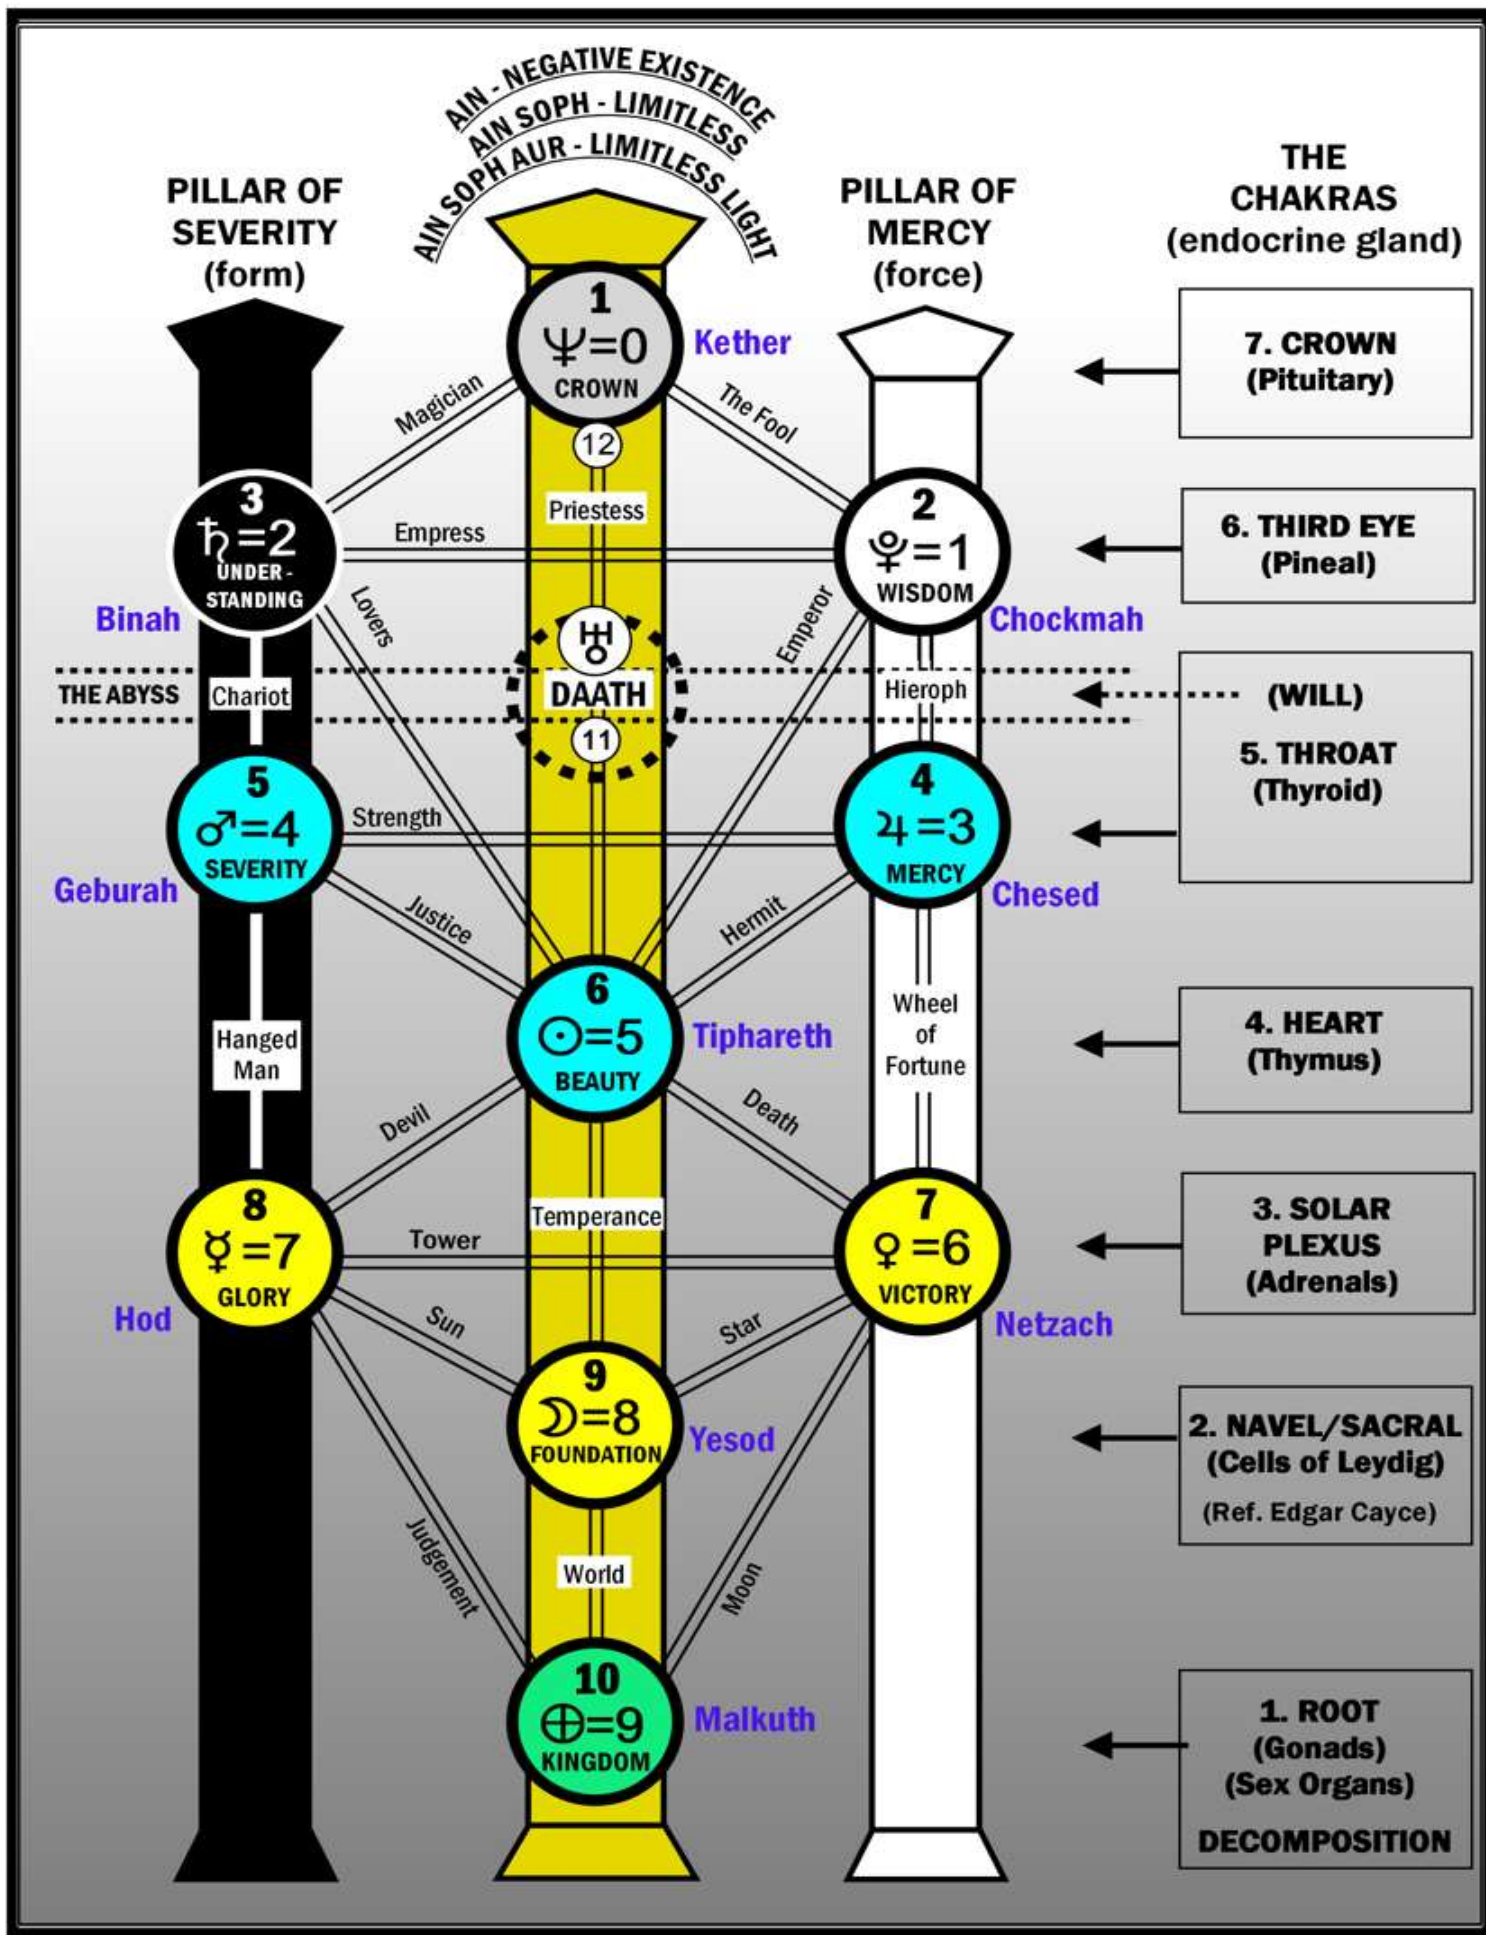 AIN - NEGATIVE EXISTENCE
AIN SOPH - LIMITLESS
AIN SOPH AUR - LIMITLESS LIGHT
PILLAR OF
SEVERITY
(form)
PILLAR OF
MERCY
(force)
THE
CHAKRAS
(endocrine gland)
1
♆=0
CROWN
Kether
7. CROWN
(Pituitary)
Magician
The Fool
12
Priestess
Empress
3
♄=2
UNDER-
STANDING
Binah
2
♇=1
WISDOM
Chockmah
6. THIRD EYE
(Pineal)
Lovers
Emperor
THE ABYSS
Chariot
♅
DAATH
11
Hieroph
(WILL)
5. THROAT
(Thyroid)
5
♂=4
SEVERITY
Geburah
Strength
4
♃=3
MERCY
Chesed
Justice
Hermit
6
☉=5
BEAUTY
Tiphareth
Hanged
Man
Wheel
of
Fortune
4. HEART
(Thymus)
Devil
Death
8
☿=7
GLORY
Hod
Temperance
Tower
7
♀=6
VICTORY
Netzach
3. SOLAR
PLEXUS
(Adrenals)
Sun
Star
9
☽=8
FOUNDATION
Yesod
2. NAVEL/SACRAL
(Cells of Leydig)
(Ref. Edgar Cayce)
Judgement
World
Moon
10
⊕=9
KINGDOM
Malkuth
1. ROOT
(Gonads)
(Sex Organs)
DECOMPOSITION